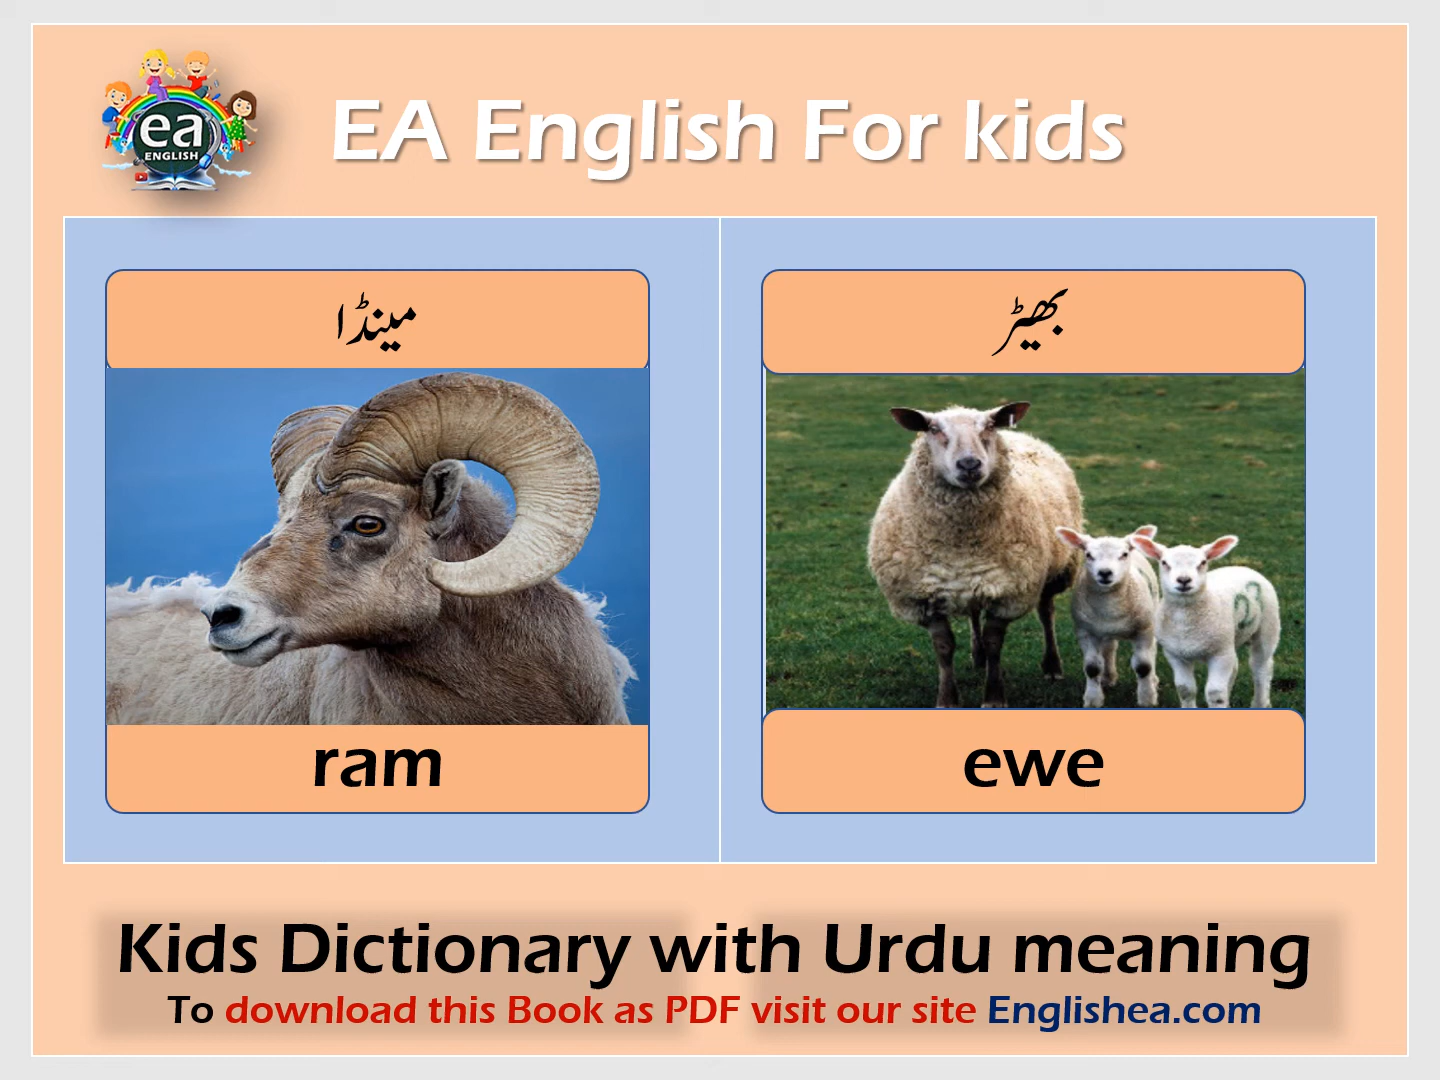 ea
ENGLISH
EA English For kids
مینڈا
بھیڑ
ram
ewe
Kids Dictionary with Urdu meaning
To download this Book as PDF visit our site Englishea.com